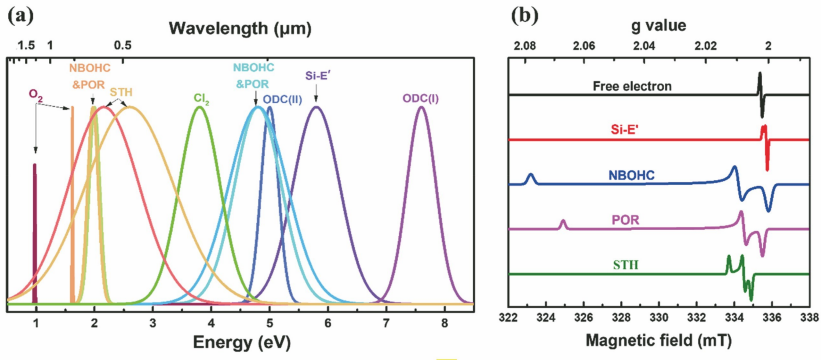 (a)
Wavelength (μm)
1.5 1 0.5
NBOHC
&POR
STH
O2
Cl2
NBOHC
&POR
ODC(II)
Si-E′
ODC(I)
1 2 3 4 5 6 7 8
Energy (eV)
(b)
g value
2.08 2.06 2.04 2.02 2
Free electron
Si-E'
NBOHC
POR
STH
322 324 326 328 330 332 334 336 338
Magnetic field (mT)